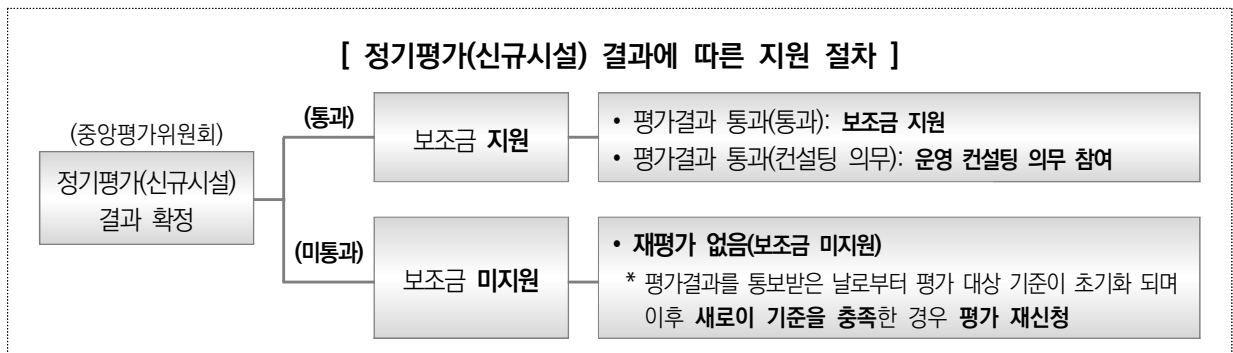 [ 정기평가(신규시설) 결과에 따른 지원 절차 ]
(중앙평가위원회)
정기평가(신규시설)
결과 확정
(통과)
보조금 지원
• 평가결과 통과(통과): 보조금 지원
• 평가결과 통과(컨설팅 의무): 운영 컨설팅 의무 참여
(미통과)
보조금 미지원
• 재평가 없음(보조금 미지원)
* 평가결과를 통보받은 날로부터 평가 대상 기준이 초기화 되며
이후 새로이 기준을 충족한 경우 평가 재신청